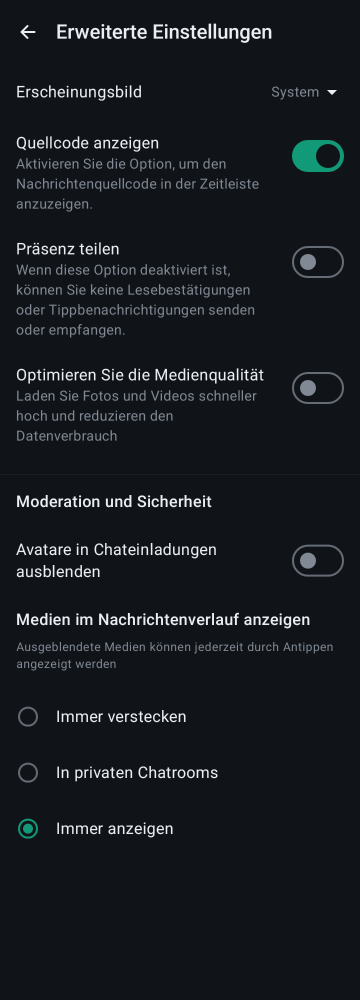 Erweiterte Einstellungen
Erscheinungsbild
System
Quellcode anzeigen
Aktivieren Sie die Option, um den
Nachrichtenquellcode in der Zeitleiste
anzuzeigen.
Präsenz teilen
Wenn diese Option deaktiviert ist,
können Sie keine Lesebestätigungen
oder Tippbenachrichtigungen senden
oder empfangen.
Optimieren Sie die Medienqualität
Laden Sie Fotos und Videos schneller
hoch und reduzieren den
Datenverbrauch
Moderation und Sicherheit
Avatare in Chateinladungen
ausblenden
Medien im Nachrichtenverlauf anzeigen
Ausgeblendete Medien können jederzeit durch Antippen
angezeigt werden
Immer verstecken
In privaten Chatrooms
Immer anzeigen